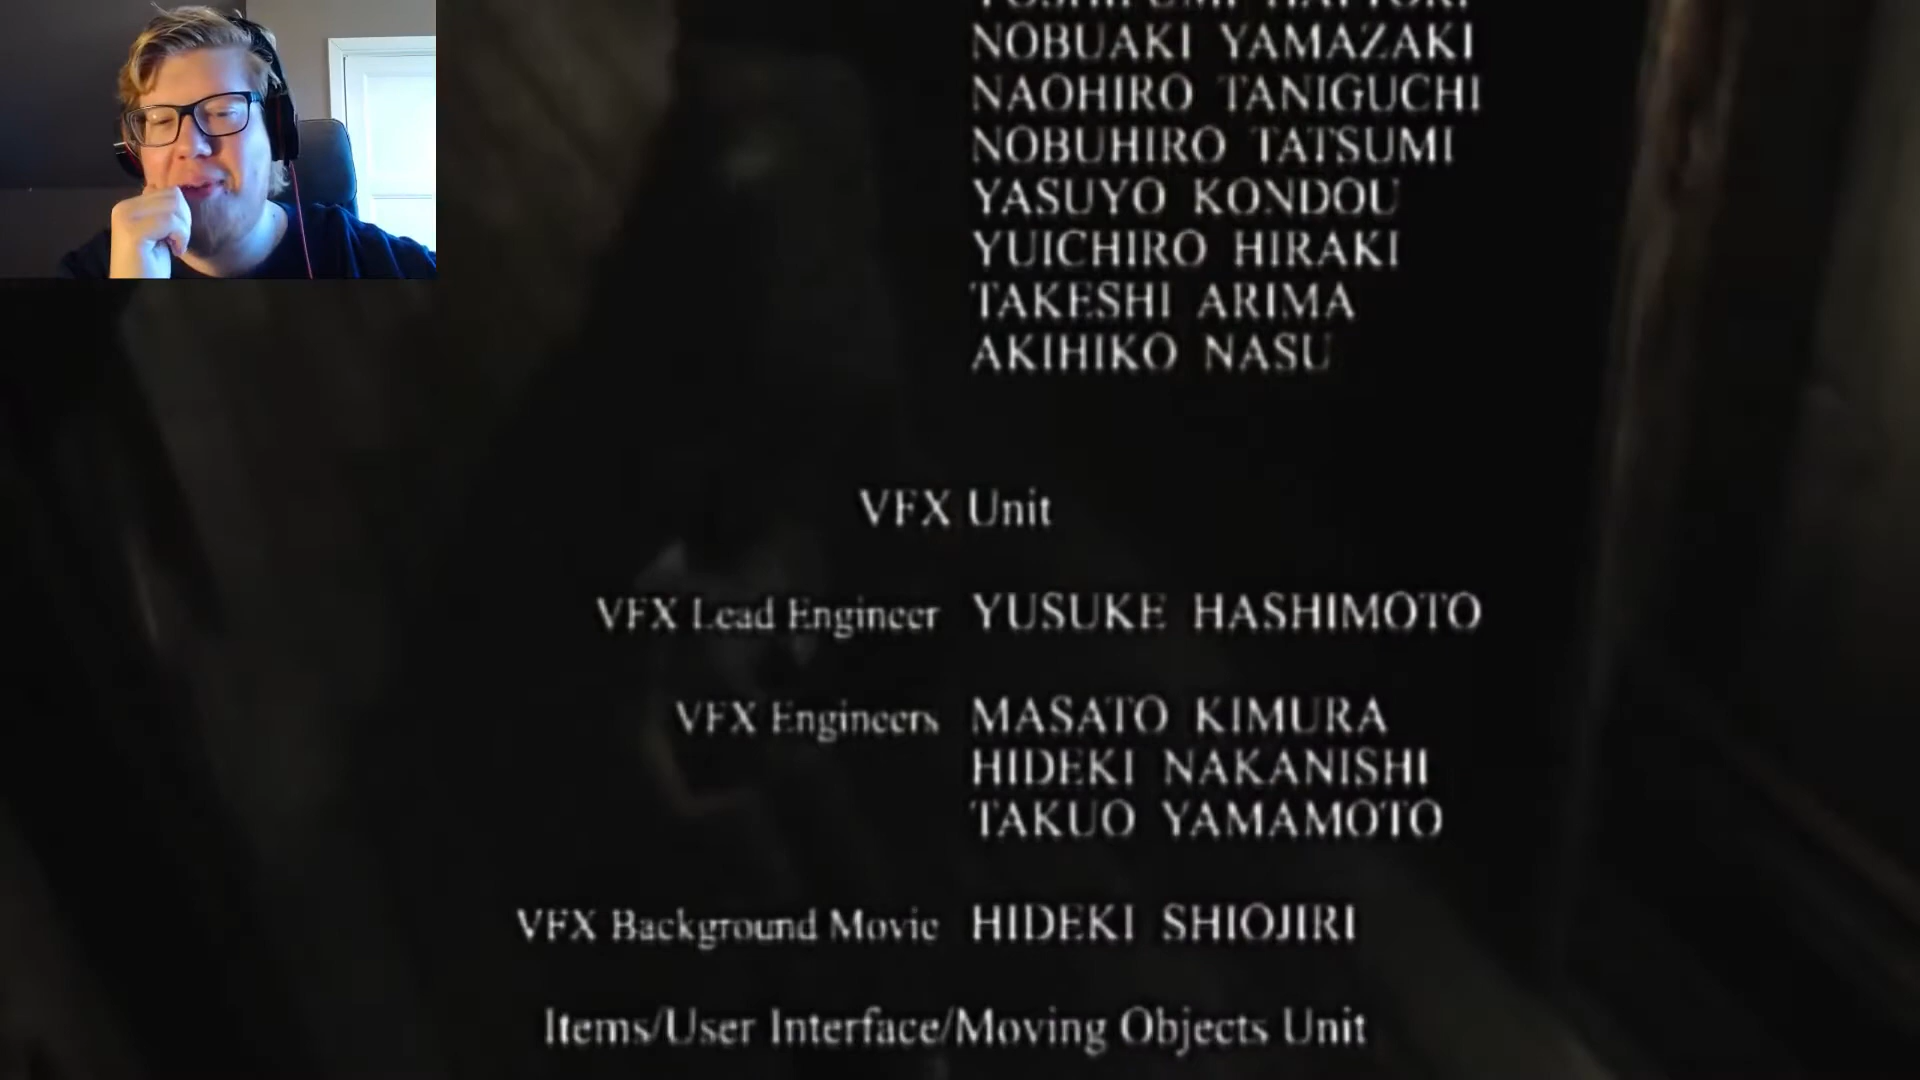 NOBUAKI YAMAZAKI
NAOHIRO TANIGUCHI
NOBUHIRO TATSUMI
YASUYO KONDOU
YUICHIRO HIRAKI
TAKESHI ARIMA
AKIHIKO NASU
VFX Unit
VFX Lead Engineer YUSUKE HASHIMOTO
VFX Engineers MASATO KIMURA
HIDEKI NAKANISHI
TAKUO YAMAMOTO
VFX Background Movie HIDEKI SHIOJIRI
Items/User Interface/Moving Objects Unit